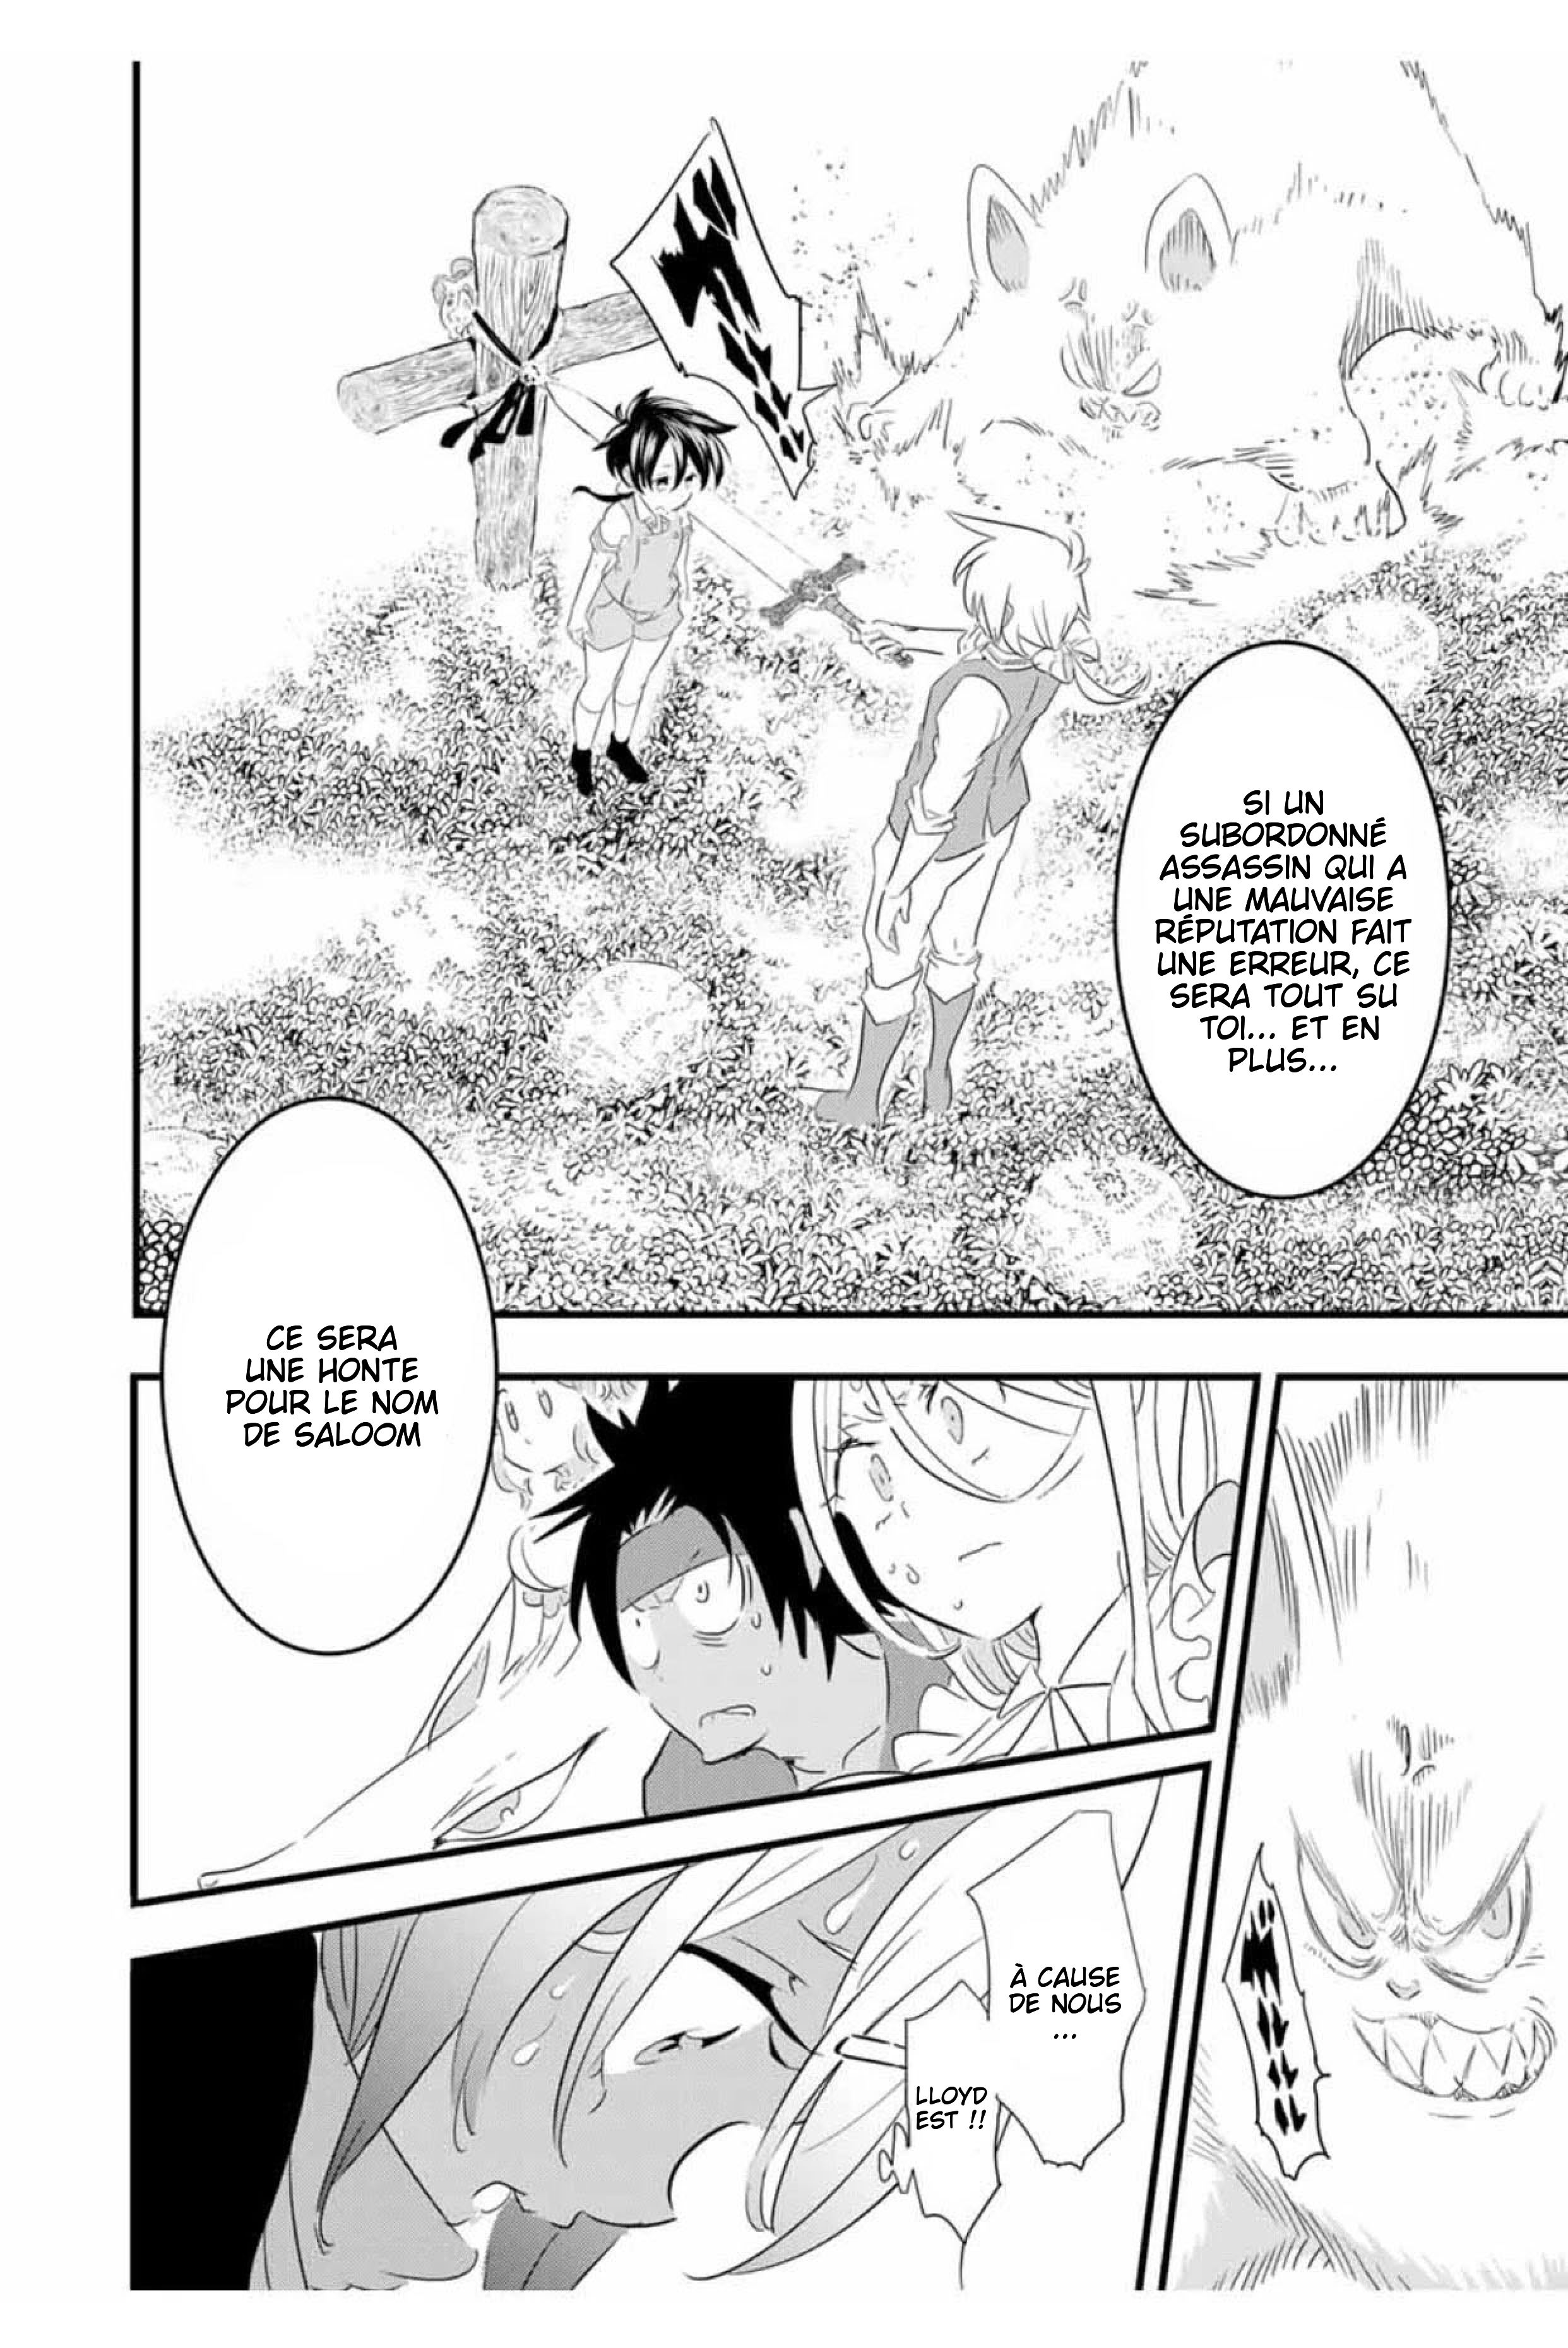 SI UN
SUBORDONNÉ
ASSASSIN QUI A
UNE MAUVAISE
RÉPUTATION FAIT
UNE ERREUR, CE
SERA TOUT SU
TOI... ET EN
PLUS...
CE SERA
UNE HONTE
POUR LE NOM
DE SALOOM
À CAUSE
DE NOUS
...
LLOYD
EST !!